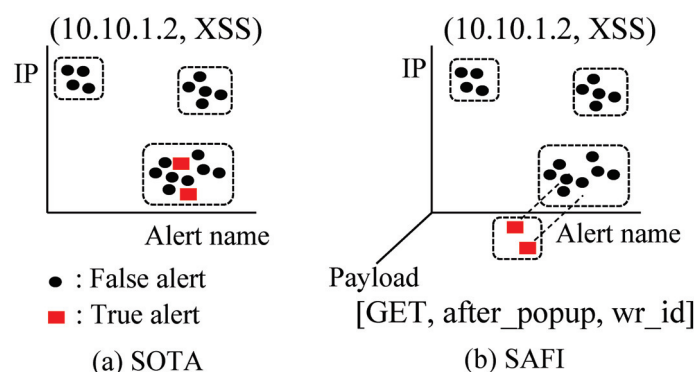 (10.10.1.2, XSS)
IP
Alert name
● : False alert
■ : True alert
(a) SOTA
(10.10.1.2, XSS)
IP
Alert name
Payload
[GET, after_popup, wr_id]
(b) SAFI